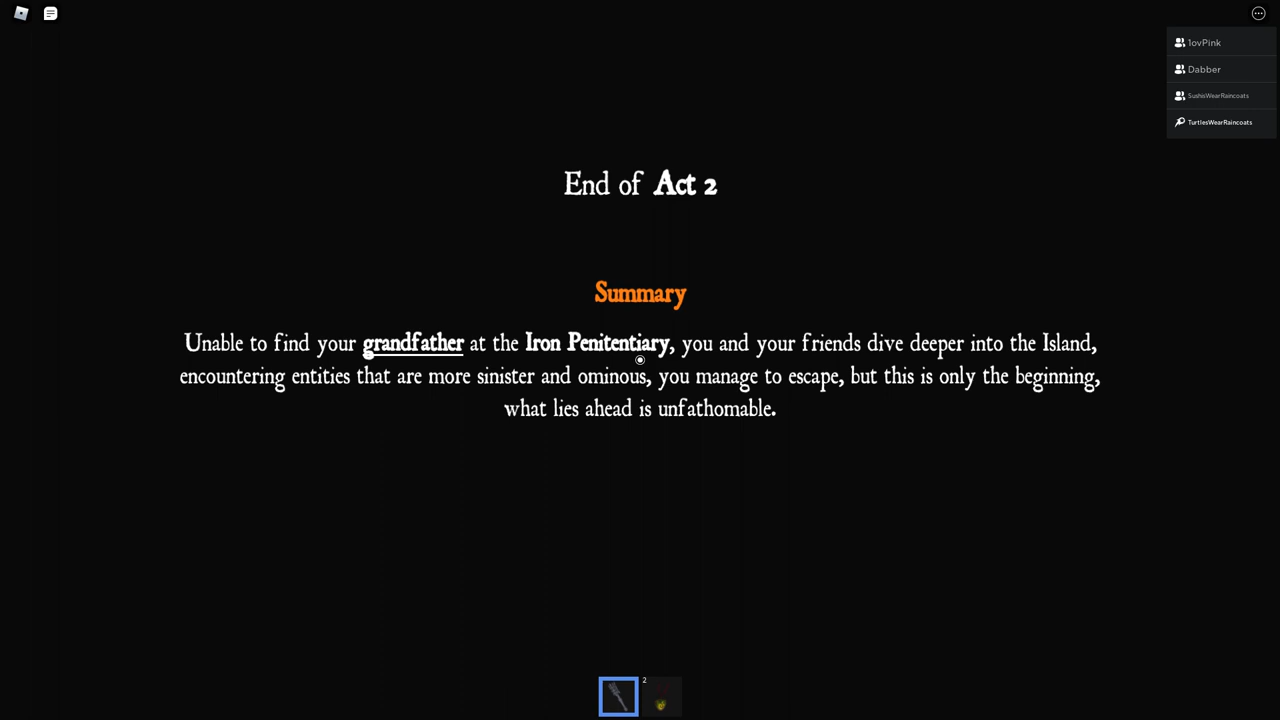 1ovPink
Dabber
SushisWearRaincoats
TurtlesWearRaincoats
End of Act 2
Summary
Unable to find your grandfather at the Iron Penitentiary, you and your friends dive deeper into the Island,
encountering entities that are more sinister and ominous, you manage to escape, but this is only the beginning,
what lies ahead is unfathomable.
2